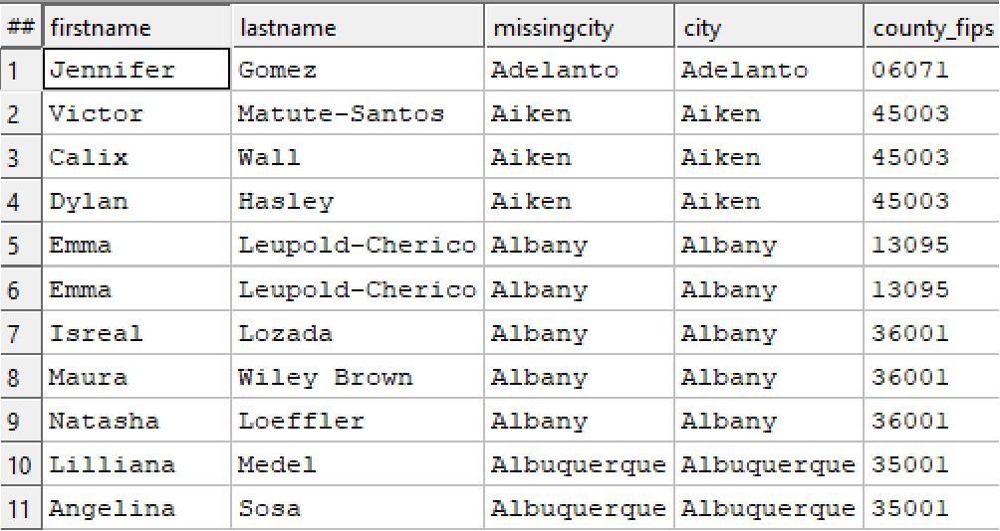 ## firstname lastname missingcity city county_fips
1 Jennifer Gomez Adelanto Adelanto 06071
2 Victor Matute-Santos Aiken Aiken 45003
3 Calix Wall Aiken Aiken 45003
4 Dylan Hasley Aiken Aiken 45003
5 Emma Leupold-Cherico Albany Albany 13095
6 Emma Leupold-Cherico Albany Albany 13095
7 Isreal Lozada Albany Albany 36001
8 Maura Wiley Brown Albany Albany 36001
9 Natasha Loeffler Albany Albany 36001
10 Lilliana Medel Albuquerque Albuquerque 35001
11 Angelina Sosa Albuquerque Albuquerque 35001